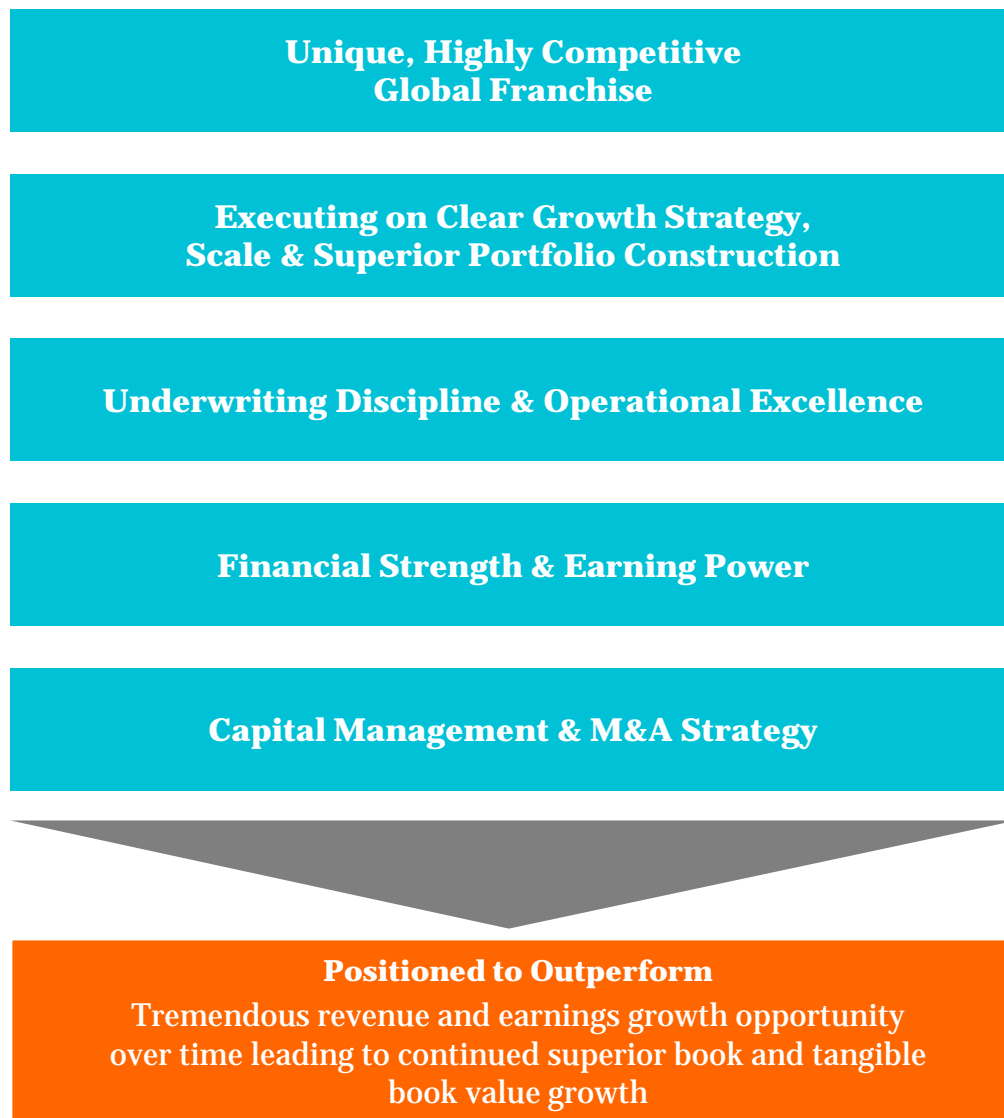 Unique, Highly Competitive
Global Franchise
Executing on Clear Growth Strategy,
Scale & Superior Portfolio Construction
Underwriting Discipline & Operational Excellence
Financial Strength & Earning Power
Capital Management & M&A Strategy
Positioned to Outperform
Tremendous revenue and earnings growth opportunity
over time leading to continued superior book and tangible
book value growth